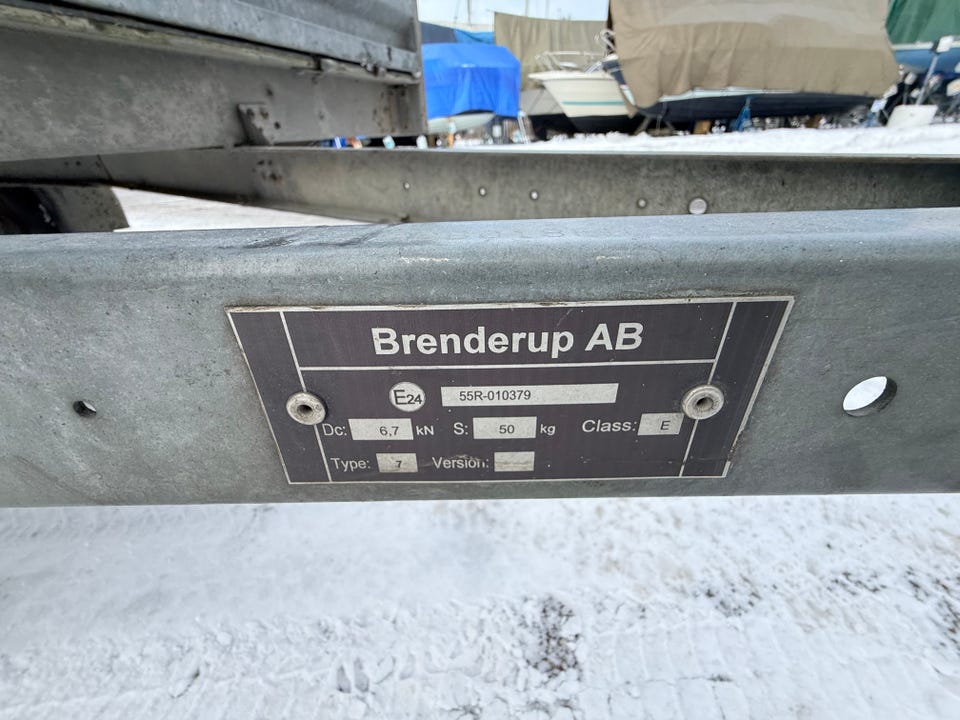 Brenderup AB
E24 55R-010379
Dc: 6,7 kN S: 50 kg Class: E
Type: 7 Version: